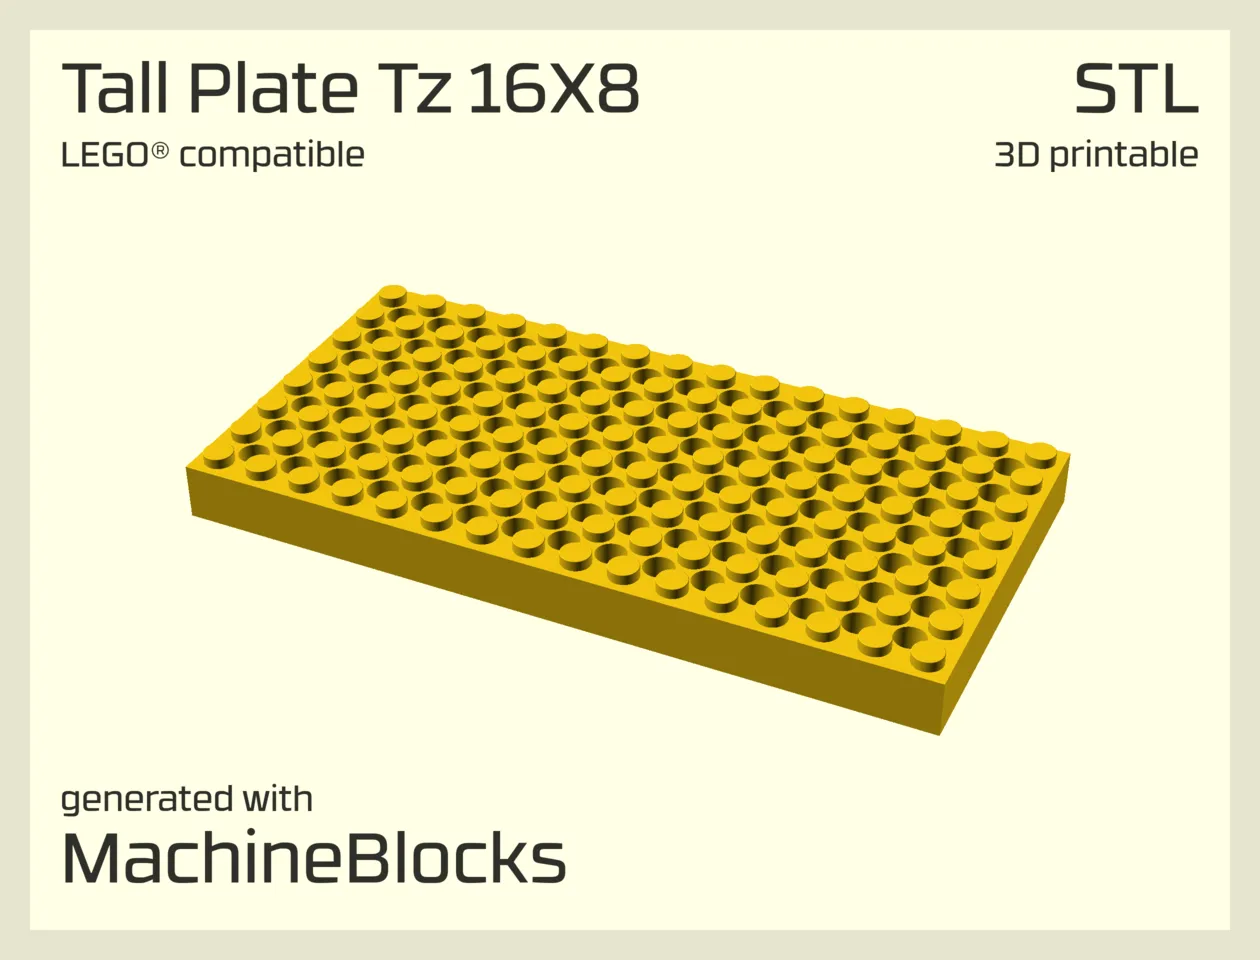 Tall Plate Tz 16X8
LEGO® compatible
STL
3D printable
generated with
MachineBlocks